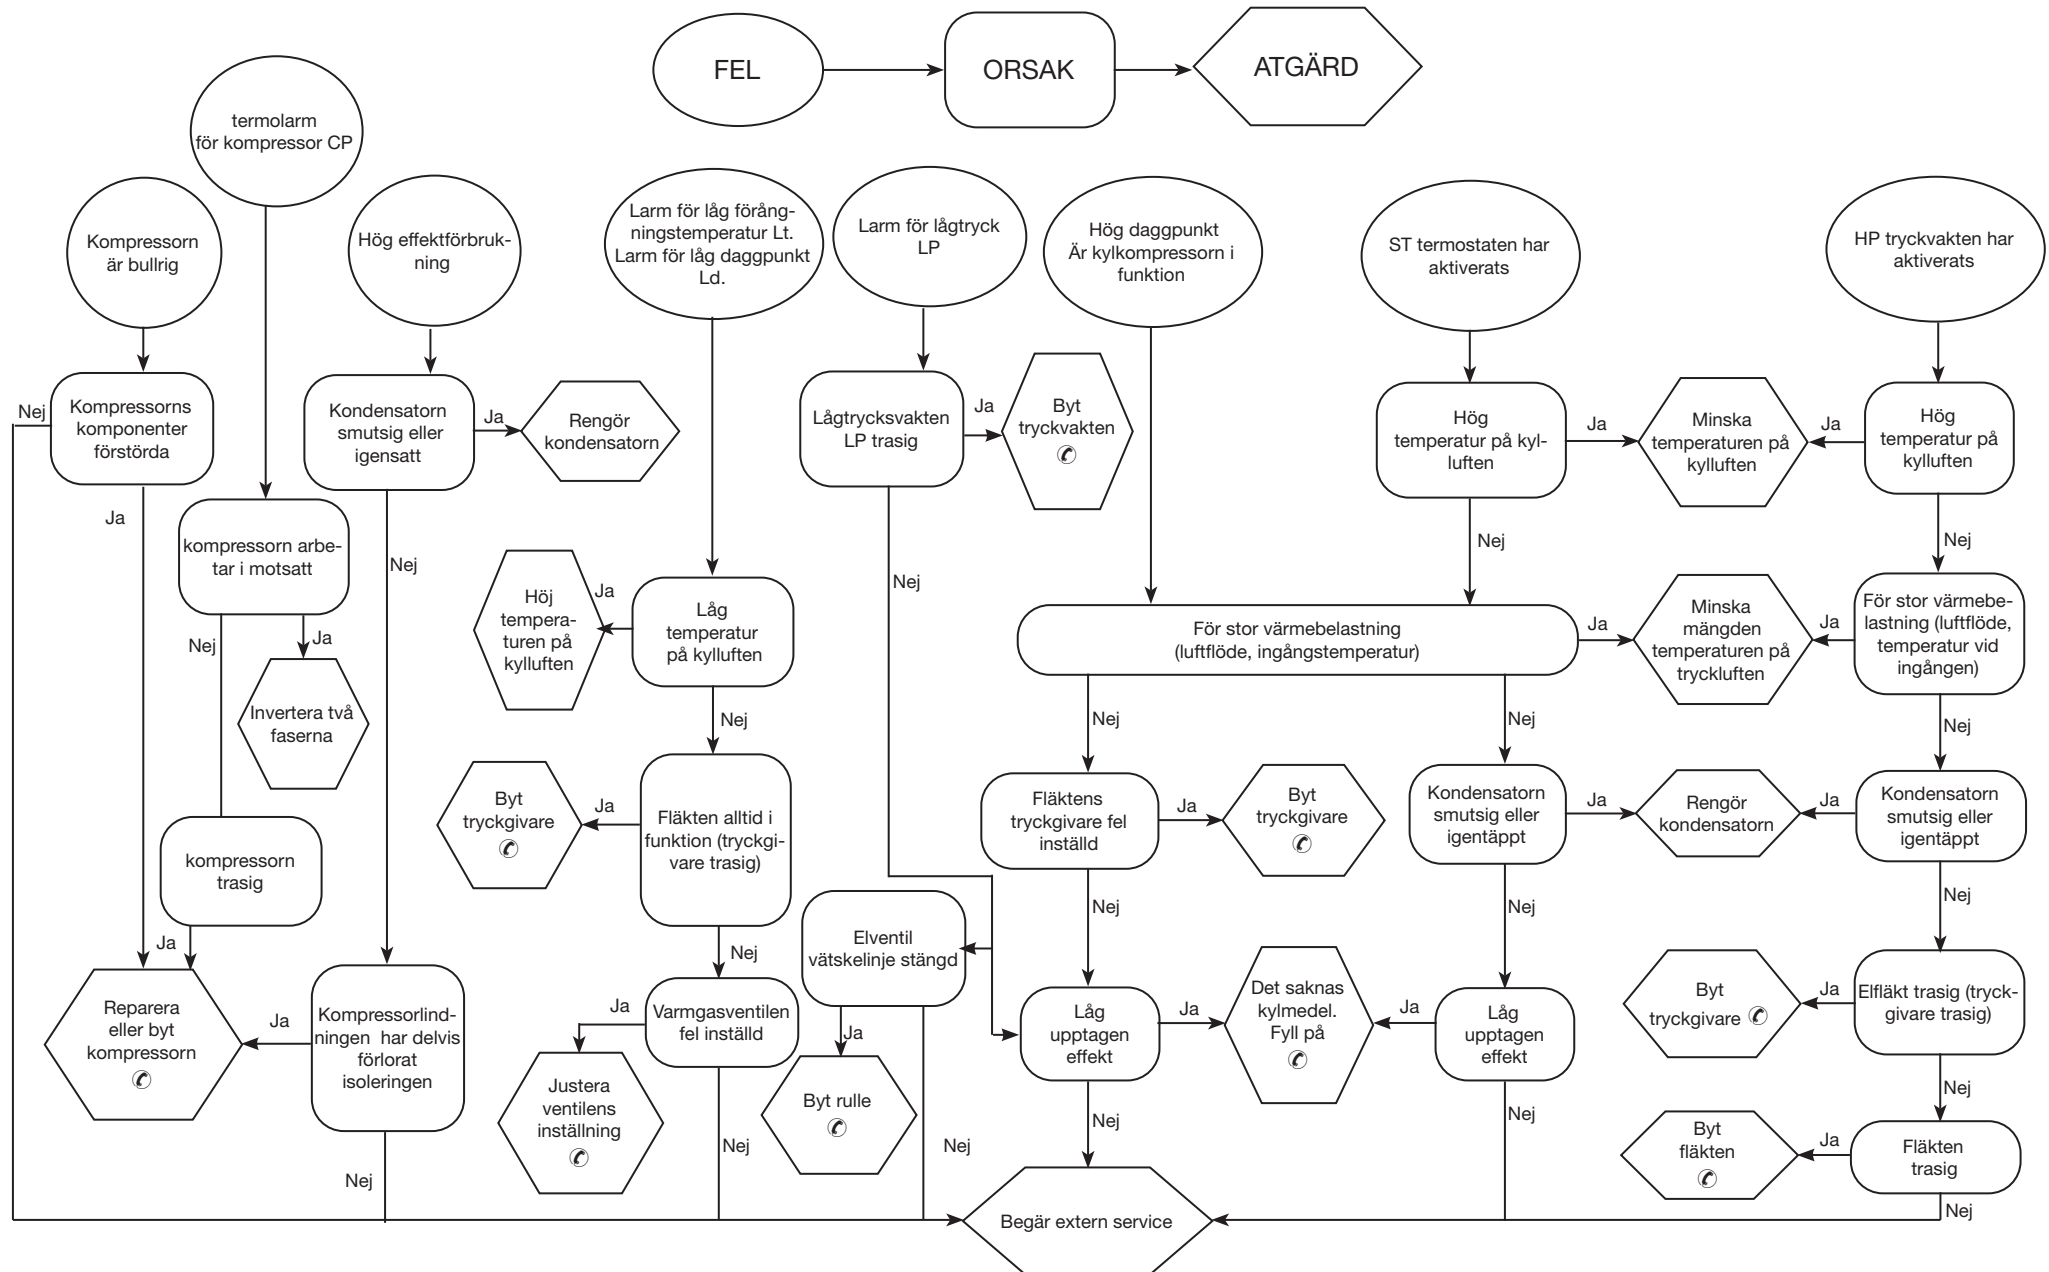 FEL
ORSAK
ATGÄRD
termolarm
för kompressor CP
Kompressorn
är bullrig
Hög effektförbruk-
ning
Larm för låg förång-
ningstemperatur Lt.
Larm för låg daggpunkt
Ld.
Larm för lågtryck
LP
Hög daggpunkt
Är kylkompressorn i
funktion
ST termostaten har
aktiverats
HP tryckvakten har
aktiverats
Nej
Kompressorns
komponenter
förstörda
Ja
Kondensatorn
smutsig eller
igensatt
Ja
Rengör
kondensatorn
Nej
Lågtrycksvakten
LP trasig
Ja
Byt
tryckvakten
Nej
Hög
temperatur på kyl-
luften
Ja
Minska
temperaturen på
kylluften
Ja
Hög
temperatur på
kylluften
Nej
Nej
kompressorn arbe-
tar i motsatt
Nej
Ja
Invertera två
faserna
Höj
tempera-
turen på
kylluften
Ja
Låg
temperatur
på kylluften
Nej
För stor värmebelastning
(luftflöde, ingångstemperatur)
Ja
Minska
mängden
temperaturen på
tryckluften
Ja
För stor värmebe-
lastning (luftflöde,
temperatur vid
ingången)
Nej
Nej
Nej
Byt
tryckgivare
Ja
Fläkten alltid i
funktion (tryckgi-
vare trasig)
Nej
Fläktens
tryckgivare fel
inställd
Ja
Byt
tryckgivare
Nej
Kondensatorn
smutsig eller
igentäppt
Ja
Rengör
kondensatorn
Ja
Kondensatorn
smutsig eller
igentäppt
Nej
Nej
kompressorn
trasig
Ja
Reparera
eller byt
kompressorn
Ja
Kompressorlind-
ningen har delvis
förlorat
isoleringen
Nej
Ja
Varmgasventilen
fel inställd
Nej
Justera
ventilens
inställning
Elventil
vätskelinje stängd
Ja
Byt rulle
Nej
Låg
upptagen
effekt
Ja
Det saknas
kylmedel.
Fyll på
Ja
Låg
upptagen
effekt
Nej
Nej
Byt
tryckgivare
Ja
Elfläkt trasig (tryck-
givare trasig)
Nej
Byt
fläkten
Ja
Fläkten
trasig
Nej
Begär extern service